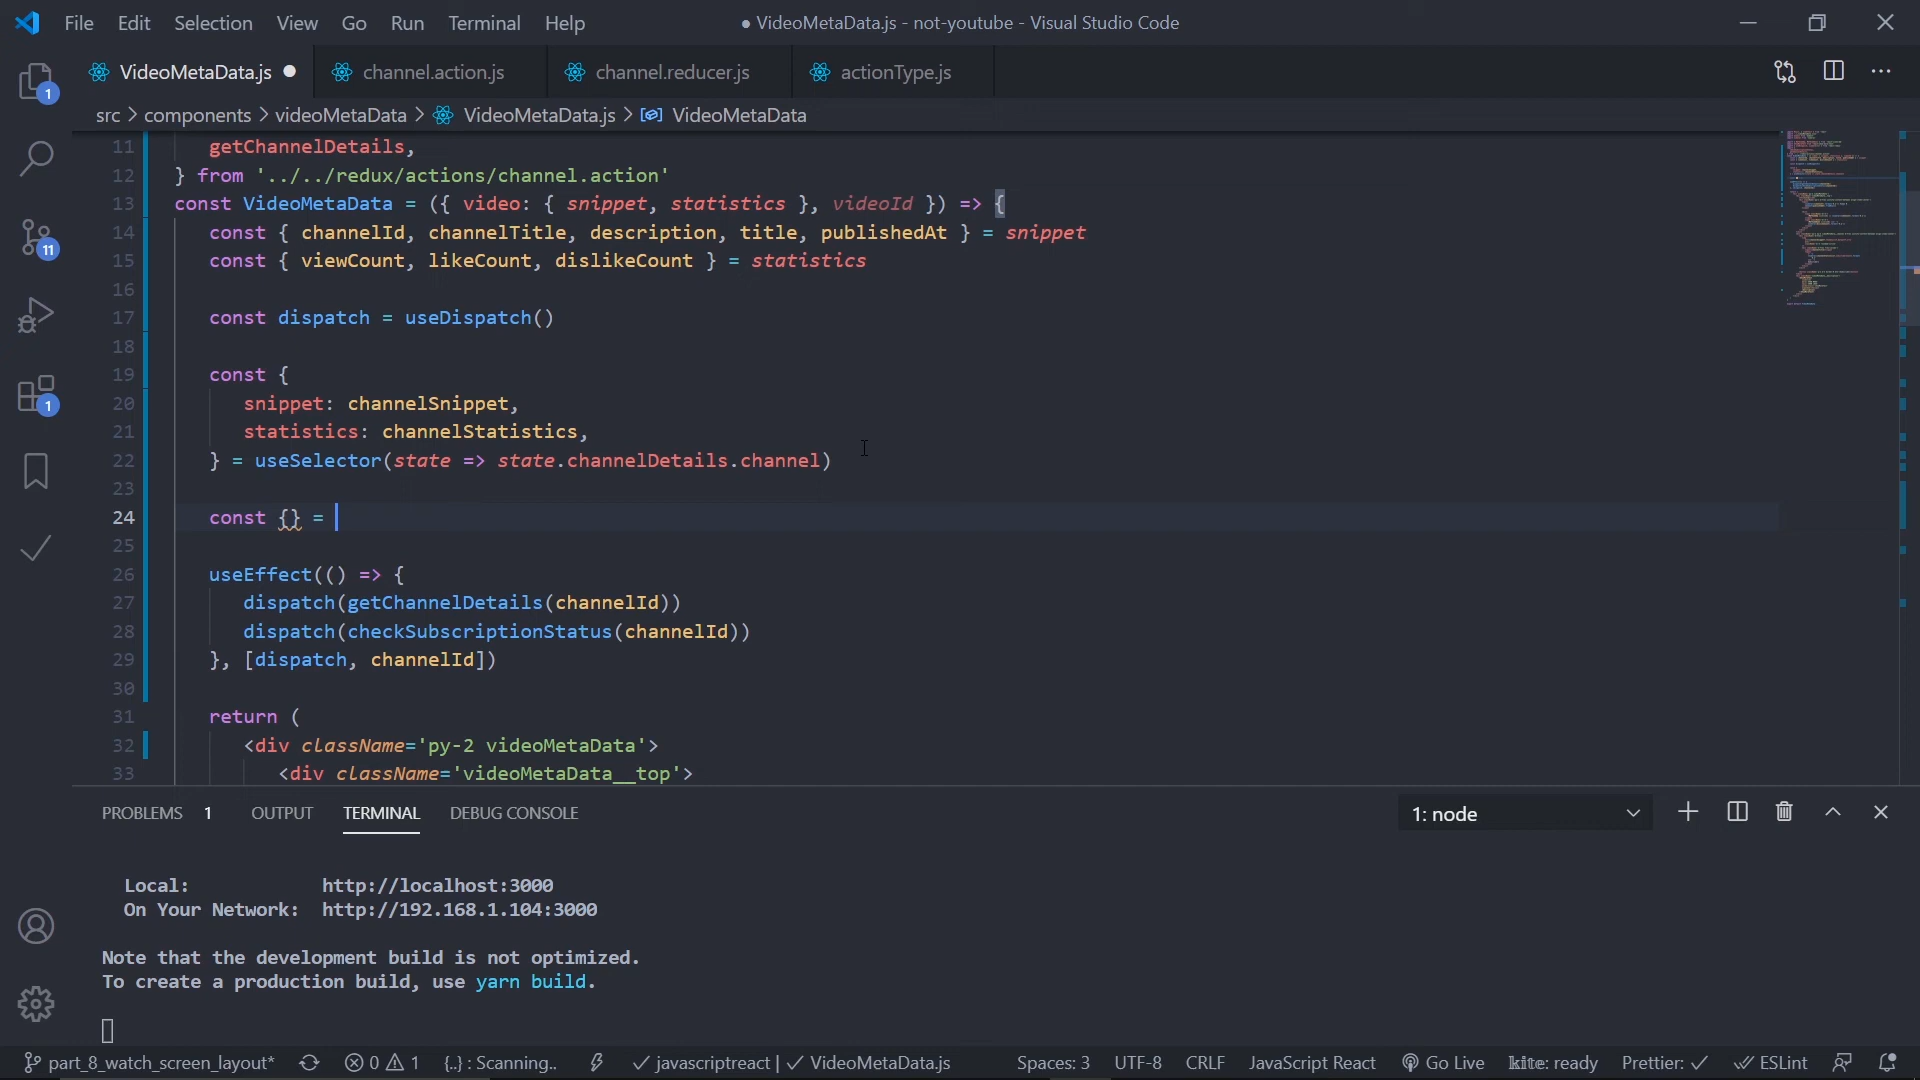 File Edit Selection View Go Run Terminal Help
● VideoMetaData.js - not-youtube - Visual Studio Code
VideoMetaData.js channel.action.js channel.reducer.js actionType.js
src > components > videoMetaData > VideoMetaData.js > VideoMetaData
1
11
1
11 getChannelDetails,
12 } from '../../redux/actions/channel.action'
13 const VideoMetaData = ({ video: { snippet, statistics }, videoId }) => {
14 const { channelId, channelTitle, description, title, publishedAt } = snippet
15 const { viewCount, likeCount, dislikeCount } = statistics
16
17 const dispatch = useDispatch()
18
19 const {
20 snippet: channelSnippet,
21 statistics: channelStatistics,
22 } = useSelector(state => state.channelDetails.channel)
23
24 const {} =
25
26 useEffect(() => {
27 dispatch(getChannelDetails(channelId))
28 dispatch(checkSubscriptionStatus(channelId))
29 }, [dispatch, channelId])
30
31 return (
32 <div className='py-2 videoMetaData'>
33 <div className='videoMetaData__top'>
PROBLEMS 1 OUTPUT TERMINAL DEBUG CONSOLE 1: node
Local: http://localhost:3000
On Your Network: http://192.168.1.104:3000
Note that the development build is not optimized.
To create a production build, use yarn build.
part_8_watch_screen_layout* 0 1 {..} : Scanning.. javascriptreact | VideoMetaData.js Spaces: 3 UTF-8 CRLF JavaScript React Go Live kite: ready Prettier: ✓ ESLint